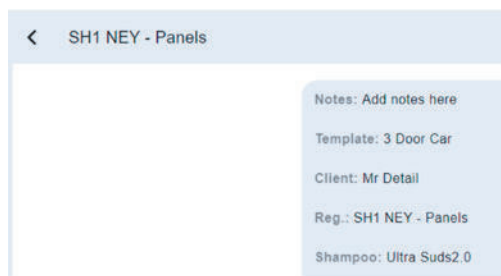 SH1 NEY - Panels
Notes: Add notes here
Template: 3 Door Car
Client: Mr Detail
Reg.: SH1 NEY - Panels
Shampoo: Ultra Suds2.0